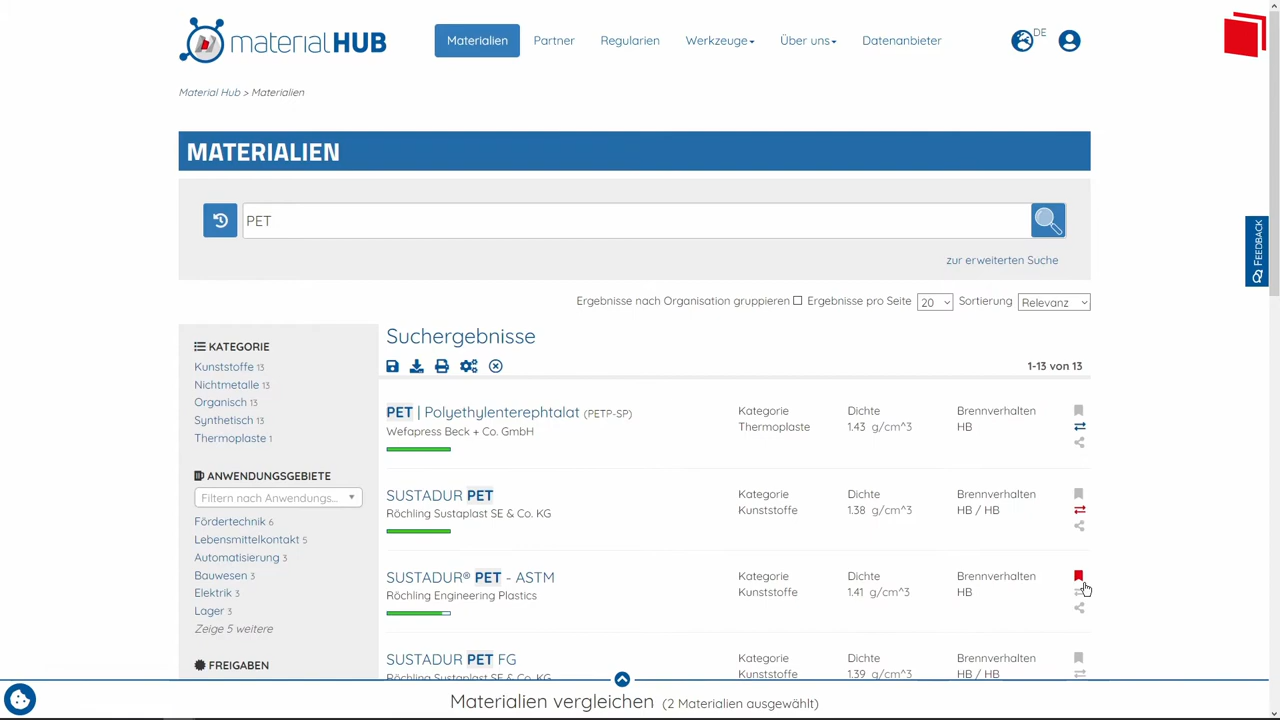 materialHUB
Materialien Partner Regularien Werkzeuge Über uns Datenanbieter DE
Material Hub > Materialien
MATERIALIEN
PET
zur erweiterten Suche
FEEDBACK
Ergebnisse nach Organisation gruppieren Ergebnisse pro Seite 20 Sortierung Relevanz
KATEGORIE
Kunststoffe 13
Nichtmetalle 13
Organisch 13
Synthetisch 13
Thermoplaste 1
ANWENDUNGSGEBIETE
Filtern nach Anwendungs...
Fördertechnik 6
Lebensmittelkontakt 5
Automatisierung 3
Bauwesen 3
Elektrik 3
Lager 3
Zeige 5 weitere
FREIGABEN
Suchergebnisse
1-13 von 13
PET | Polyethylenterephtalat (PETP-SP)
Wefapress Beck + Co. GmbH
Kategorie Dichte Brennverhalten
Thermoplaste 1.43 g/cm^3 HB
SUSTADUR PET
Röchling Sustaplast SE & Co. KG
Kategorie Dichte Brennverhalten
Kunststoffe 1.38 g/cm^3 HB / HB
SUSTADUR® PET - ASTM
Röchling Engineering Plastics
Kategorie Dichte Brennverhalten
Kunststoffe 1.41 g/cm^3 HB
SUSTADUR PET FG
Röchling Sustaplast SE & Co. KG
Kategorie Dichte Brennverhalten
Kunststoffe 1.39 g/cm^3 HB / HB
Materialien vergleichen (2 Materialien ausgewählt)